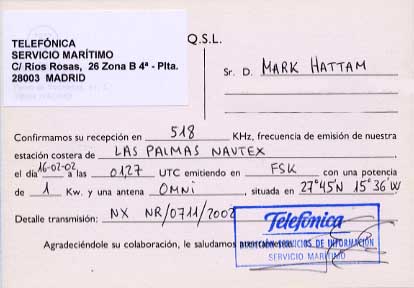 TELEFÓNICA
SERVICIO MARÍTIMO
C/ Ríos Rosas, 26 Zona B 4ª - Plta.
28003 MADRID
Q.S.L.
Sr. D. MARK HATTAM
Confirmamos su recepción en 518 KHz, frecuencia de emisión de nuestra
estación costera de LAS PALMAS NAVTEX
el día 16-02-02 a las 0127 UTC emitiendo en FSK con una potencia
de 1 Kw. y una antena OMNI, situada en 27°45'N 15°36'W
Detalle transmisión: NX NR/0711/2002
Agradeciéndole su colaboración, le saludamos
Telefónica
SERVICIOS DE INFORMACIÓN
SERVICIO MARÍTIMO